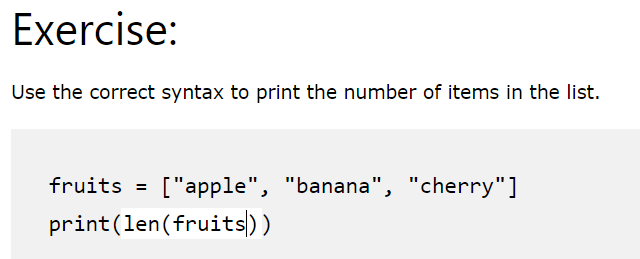 Exercise:
Use the correct syntax to print the number of items in the list.
fruits = ["apple", "banana", "cherry"]
print(len(fruits))